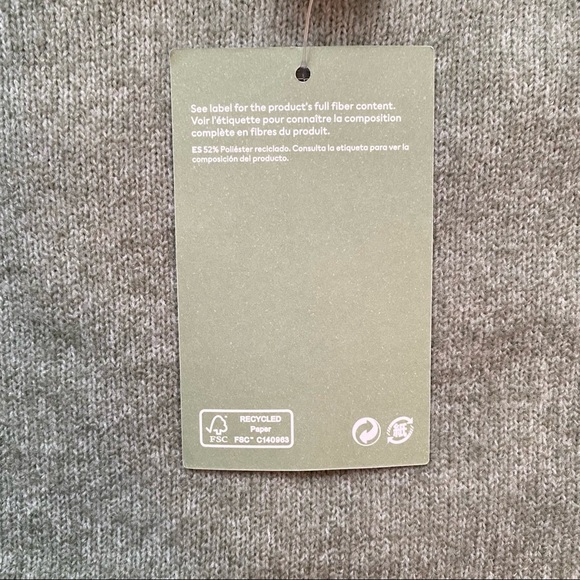 See label for the product's full fiber content.
Voir l'étiquette pour connaître la composition
complète en fibres du produit.
ES 52% Poliéster reciclado. Consulta la etiqueta para ver la
composición del producto.
RECYCLED
Paper
FSC
FSC® C140963
紙